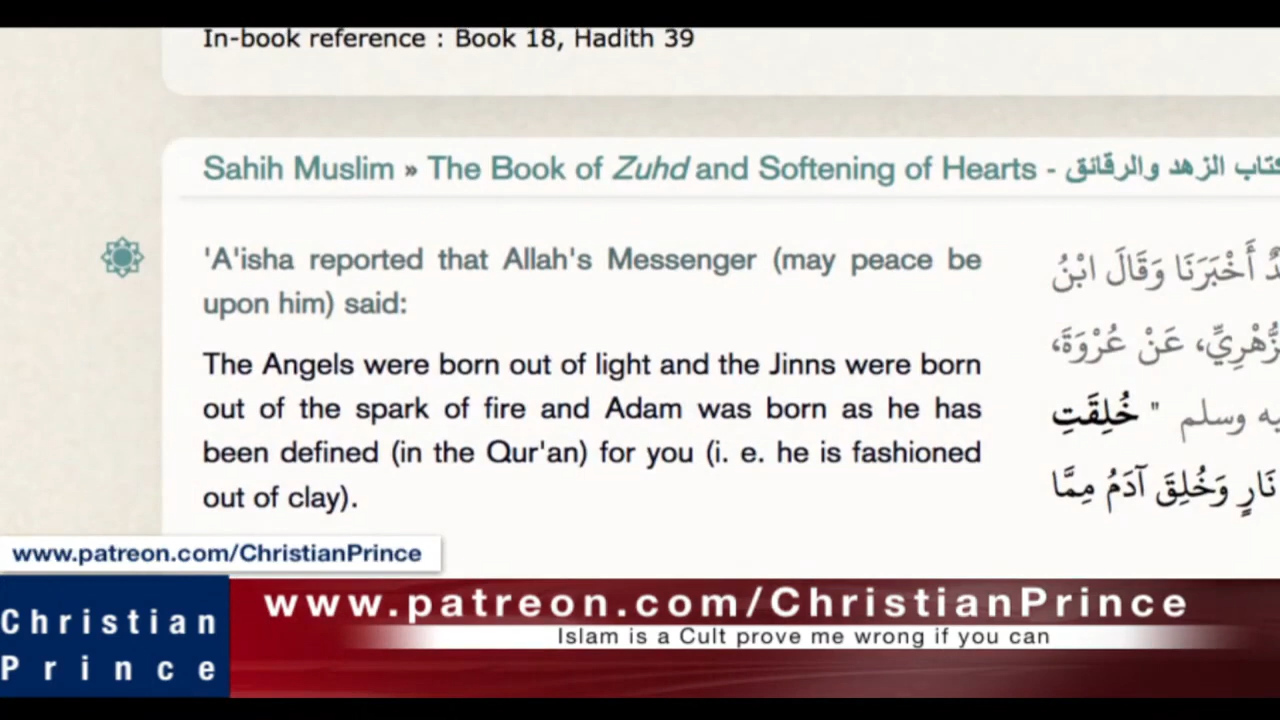 In-book reference : Book 18, Hadith 39
Sahih Muslim » The Book of Zuhd and Softening of Hearts - كتاب الزهد والرقائق
'A'isha reported that Allah's Messenger (may peace be
upon him) said:
The Angels were born out of light and the Jinns were born
out of the spark of fire and Adam was born as he has
been defined (in the Qur'an) for you (i. e. he is fashioned
out of clay).
أَخْبَرَنَا وَقَالَ ابْنُ
عَنْ عُرْوَةَ،
وسلم " خُلِقَتِ
نَارٍ وَخُلِقَ آدَمُ مِمَّا
www.patreon.com/ChristianPrince
Christian
Prince
www.patreon.com/ChristianPrince
Islam is a Cult prove me wrong if you can